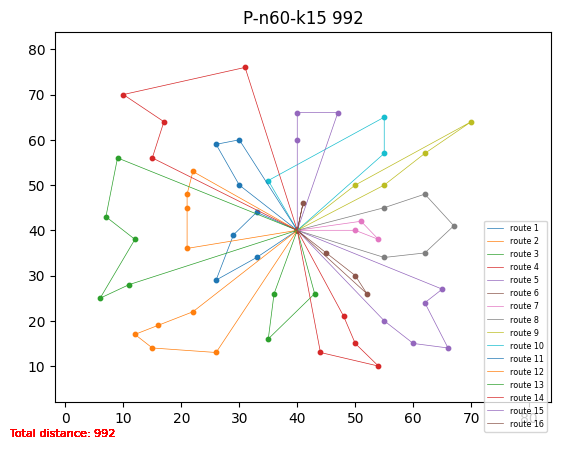 P-n60-k15 992
80
70
60
50
40
30
20
10
0
10
20
30
40
50
60
70
80
route 1
route 2
route 3
route 4
route 5
route 6
route 7
route 8
route 9
route 10
route 11
route 12
route 13
route 14
route 15
route 16
Total distance: 992